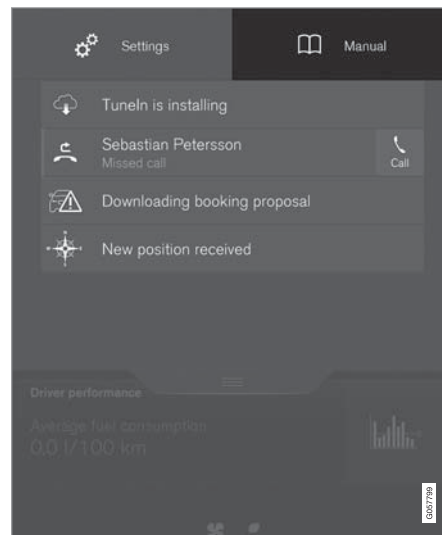 Settings
Manual
TuneIn is installing
Sebastian Petersson
Missed call
Call
Downloading booking proposal
New position received
Driver performance
Average fuel consumption
0,0 l/100 km
G057799